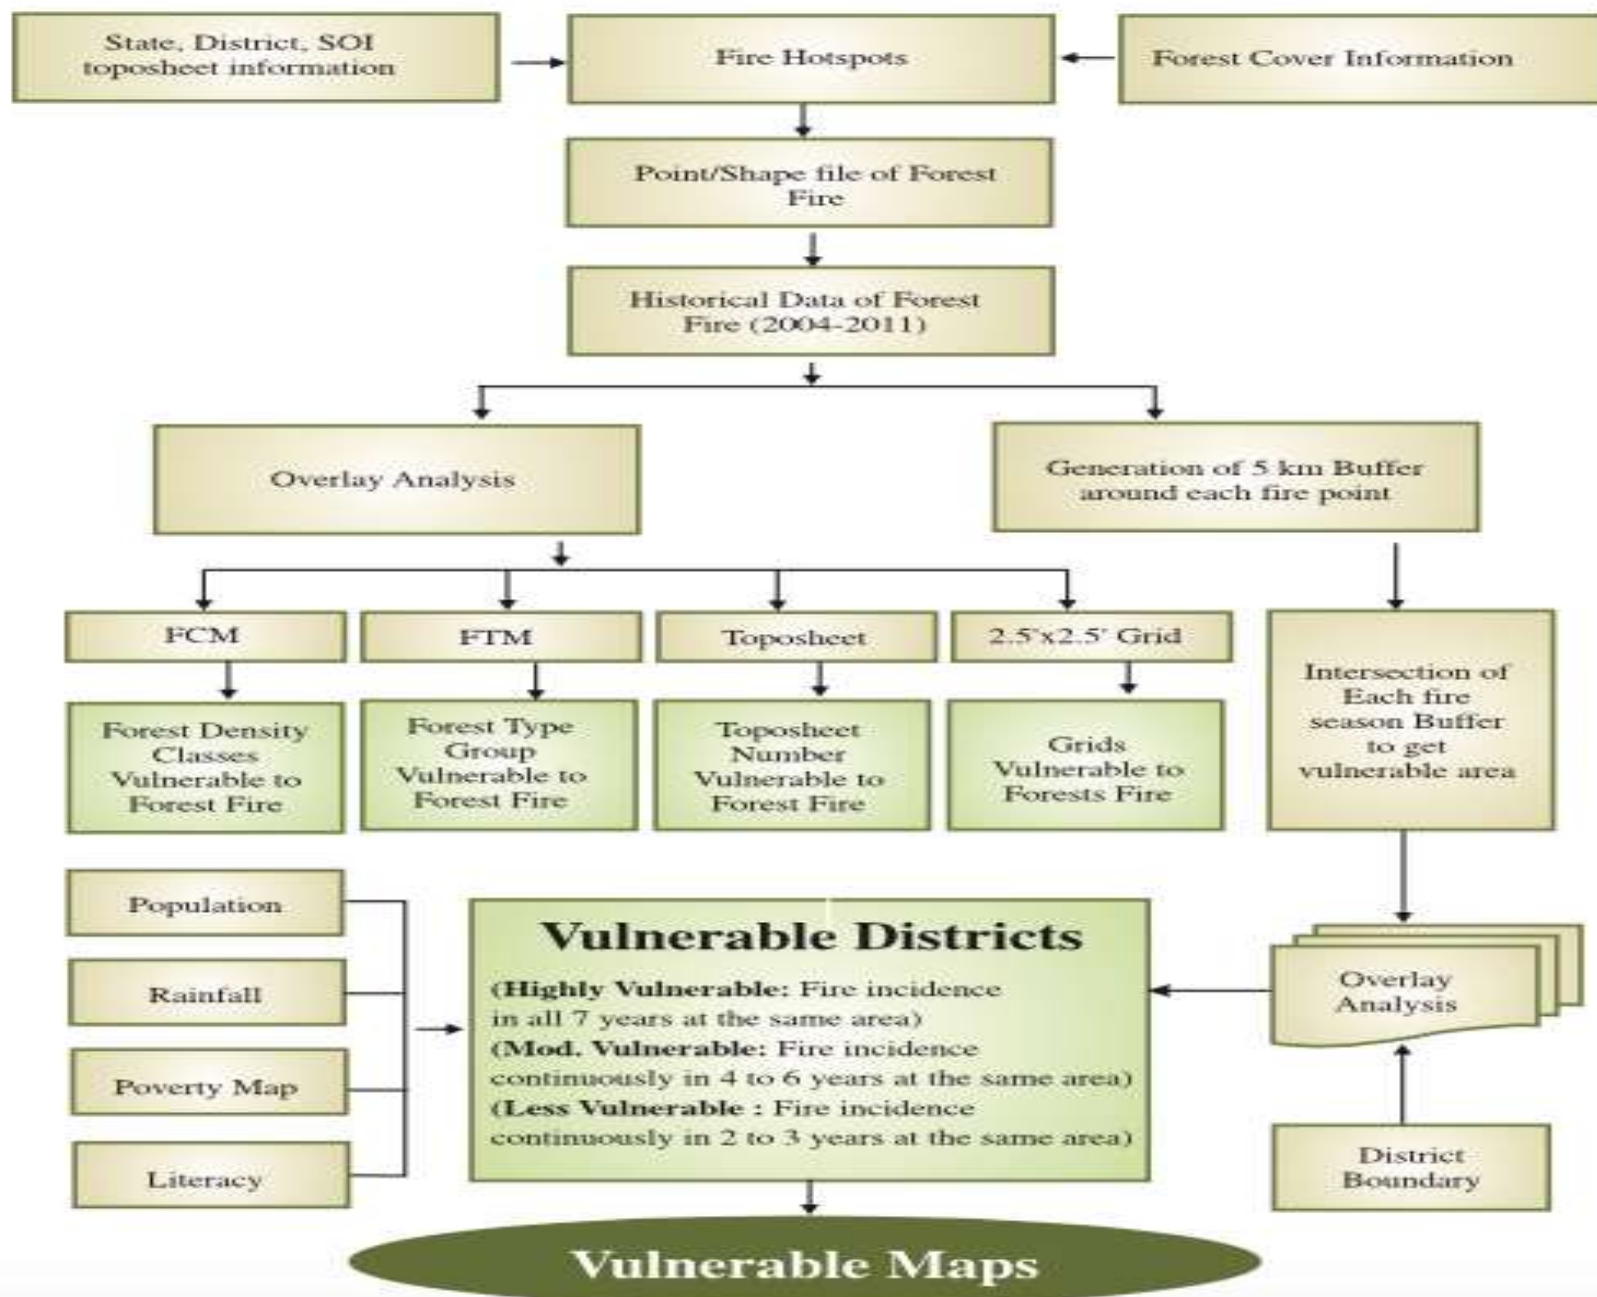 State, District, SOI
toposheet information
Fire Hotspots
Forest Cover Information
Point/Shape file of Forest
Fire
Historical Data of Forest
Fire (2004-2011)
Overlay Analysis
Generation of 5 km Buffer
around each fire point
FCM
FTM
Toposheet
2.5'x2.5' Grid
Forest Density
Classes
Vulnerable to
Forest Fire
Forest Type
Group
Vulnerable to
Forest Fire
Toposheet
Number
Vulnerable to
Forest Fire
Grids
Vulnerable to
Forests Fire
Intersection of
Each fire
season Buffer
to get
vulnerable area
Population
Rainfall
Poverty Map
Literacy
Vulnerable Districts
(Highly Vulnerable: Fire incidence
in all 7 years at the same area)
(Mod. Vulnerable: Fire incidence
continuously in 4 to 6 years at the same area)
(Less Vulnerable : Fire incidence
continuously in 2 to 3 years at the same area)
Overlay
Analysis
District
Boundary
Vulnerable Maps